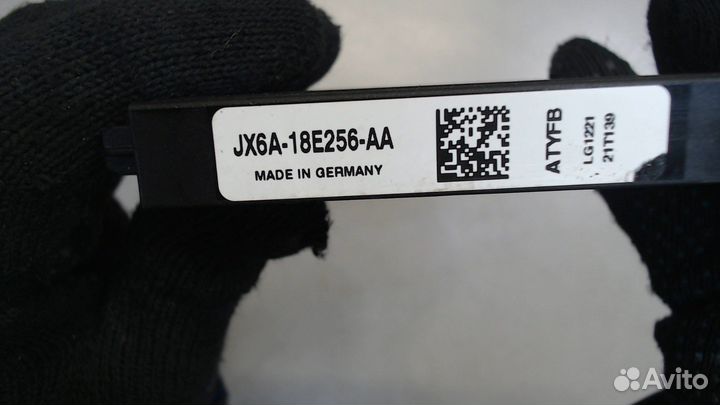 JX6A-18E256-AA
MADE IN GERMANY
ATYFB
LG1221
21T139
Avito